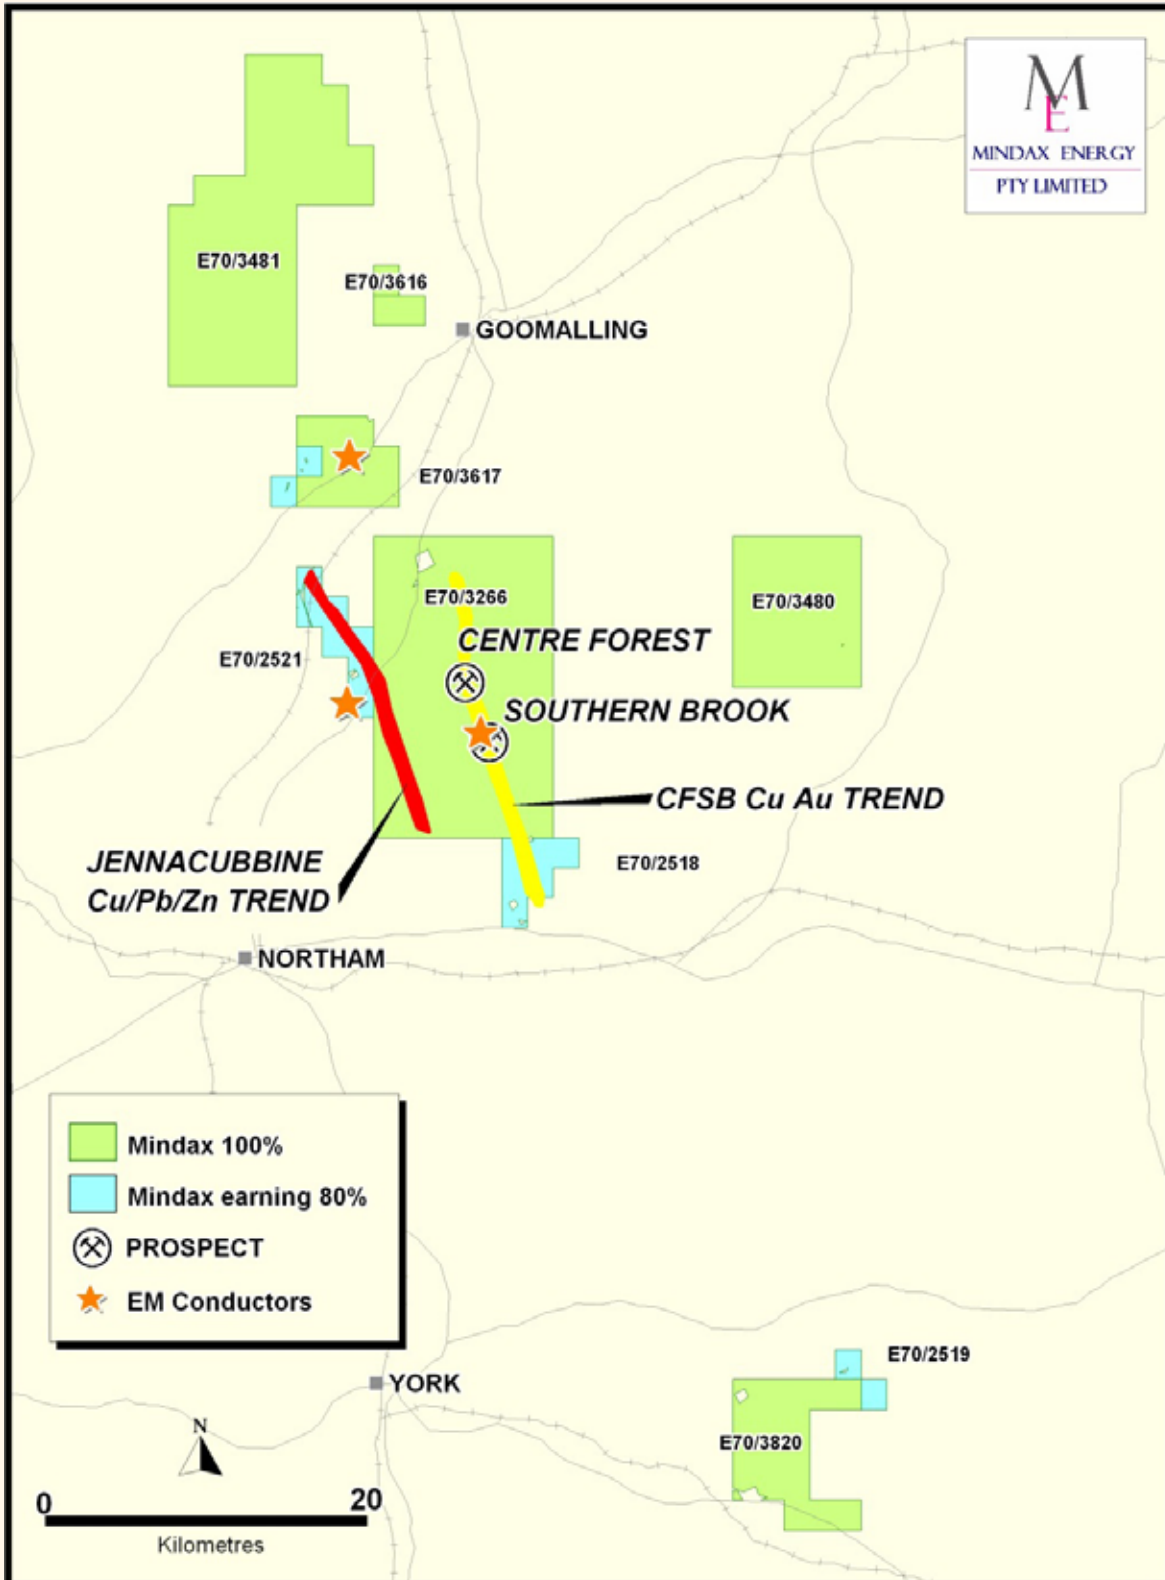 ME
MINDAX ENERGY
PTY LIMITED
E70/3481
E70/3616
GOOMALLING
E70/3617
E70/3266
E70/3480
CENTRE FOREST
E70/2521
SOUTHERN BROOK
CFSB Cu Au TREND
JENNACUBBINE
Cu/Pb/Zn TREND
E70/2518
NORTHAM
Mindax 100%
Mindax earning 80%
PROSPECT
EM Conductors
E70/2519
YORK
E70/3820
N
0 20
Kilometres